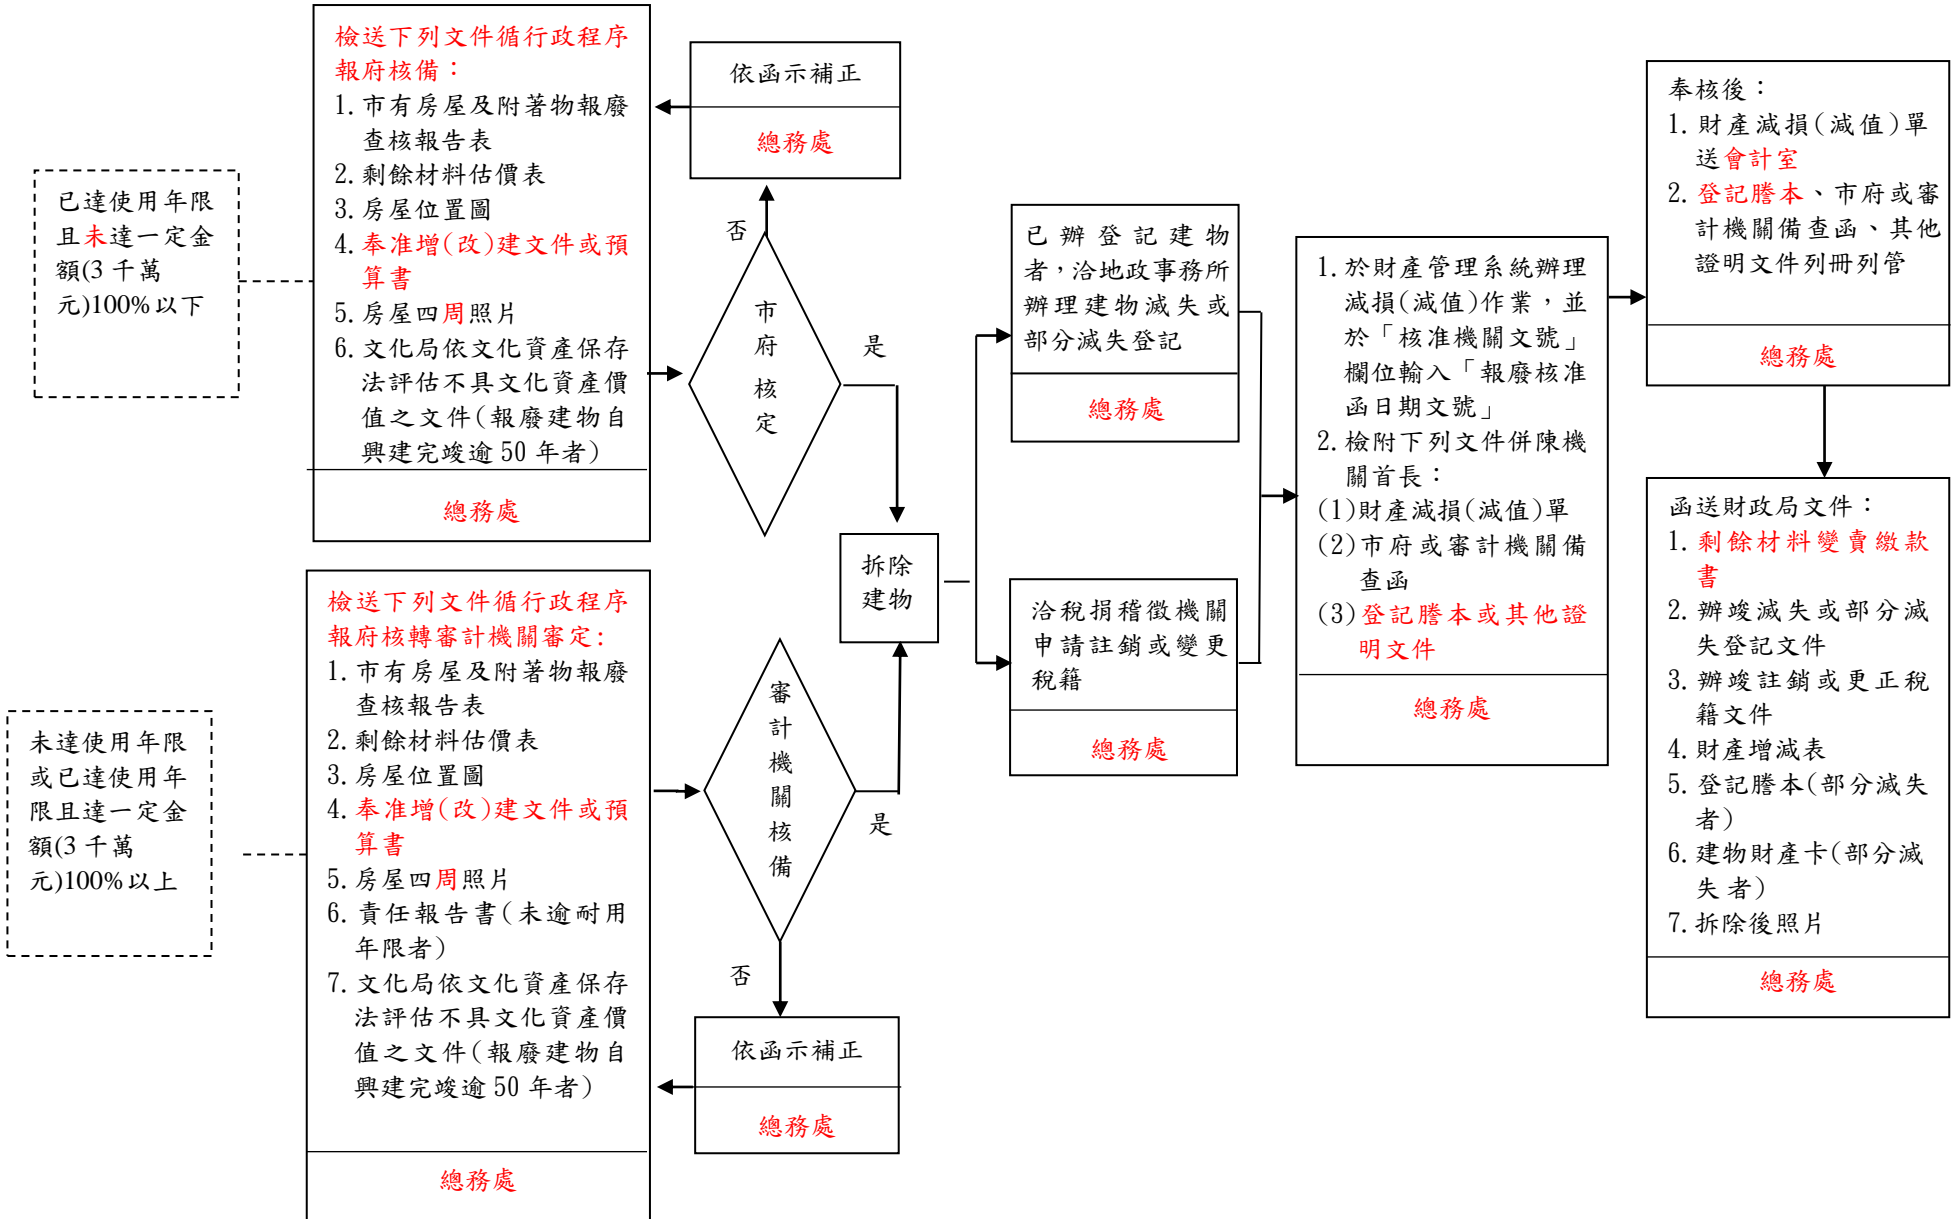 已達使用年限
且未達一定金
額(3 千萬
元)100%以下
檢送下列文件循行政程序
報府核備：
1.市有房屋及附著物報廢
查核報告表
2.剩餘材料估價表
3.房屋位置圖
4.奉准增(改)建文件或預
算書
5.房屋四周照片
6.文化局依文化資產保存
法評估不具文化資產價
值之文件(報廢建物自
興建完竣逾 50 年者)
總務處
依函示補正
總務處
否
市
府
核
定
是
未達使用年限
或已達使用年
限且達一定金
額(3 千萬
元)100%以上
檢送下列文件循行政程序
報府核轉審計機關審定:
1.市有房屋及附著物報廢
查核報告表
2.剩餘材料估價表
3.房屋位置圖
4.奉准增(改)建文件或預
算書
5.房屋四周照片
6.責任報告書(未逾耐用
年限者)
7.文化局依文化資產保存
法評估不具文化資產價
值之文件(報廢建物自
興建完竣逾 50 年者)
總務處
審
計
機
關
核
備
是
否
依函示補正
總務處
拆除
建物
已辦登記建物
者，洽地政事務所
辦理建物滅失或
部分滅失登記
總務處
洽稅捐稽徵機關
申請註銷或變更
稅籍
總務處
1.於財產管理系統辦理
減損(減值)作業，並
於「核准機關文號」
欄位輸入「報廢核准
函日期文號」
2.檢附下列文件併陳機
關首長：
(1)財產減損(減值)單
(2)市府或審計機關備
查函
(3)登記謄本或其他證
明文件
總務處
奉核後：
1.財產減損(減值)單
送會計室
2.登記謄本、市府或審
計機關備查函、其他
證明文件列冊列管
總務處
函送財政局文件：
1.剩餘材料變賣繳款
書
2.辦竣滅失或部分滅
失登記文件
3.辦竣註銷或更正稅
籍文件
4.財產增減表
5.登記謄本(部分滅失
者)
6.建物財產卡(部分滅
失者)
7.拆除後照片
總務處